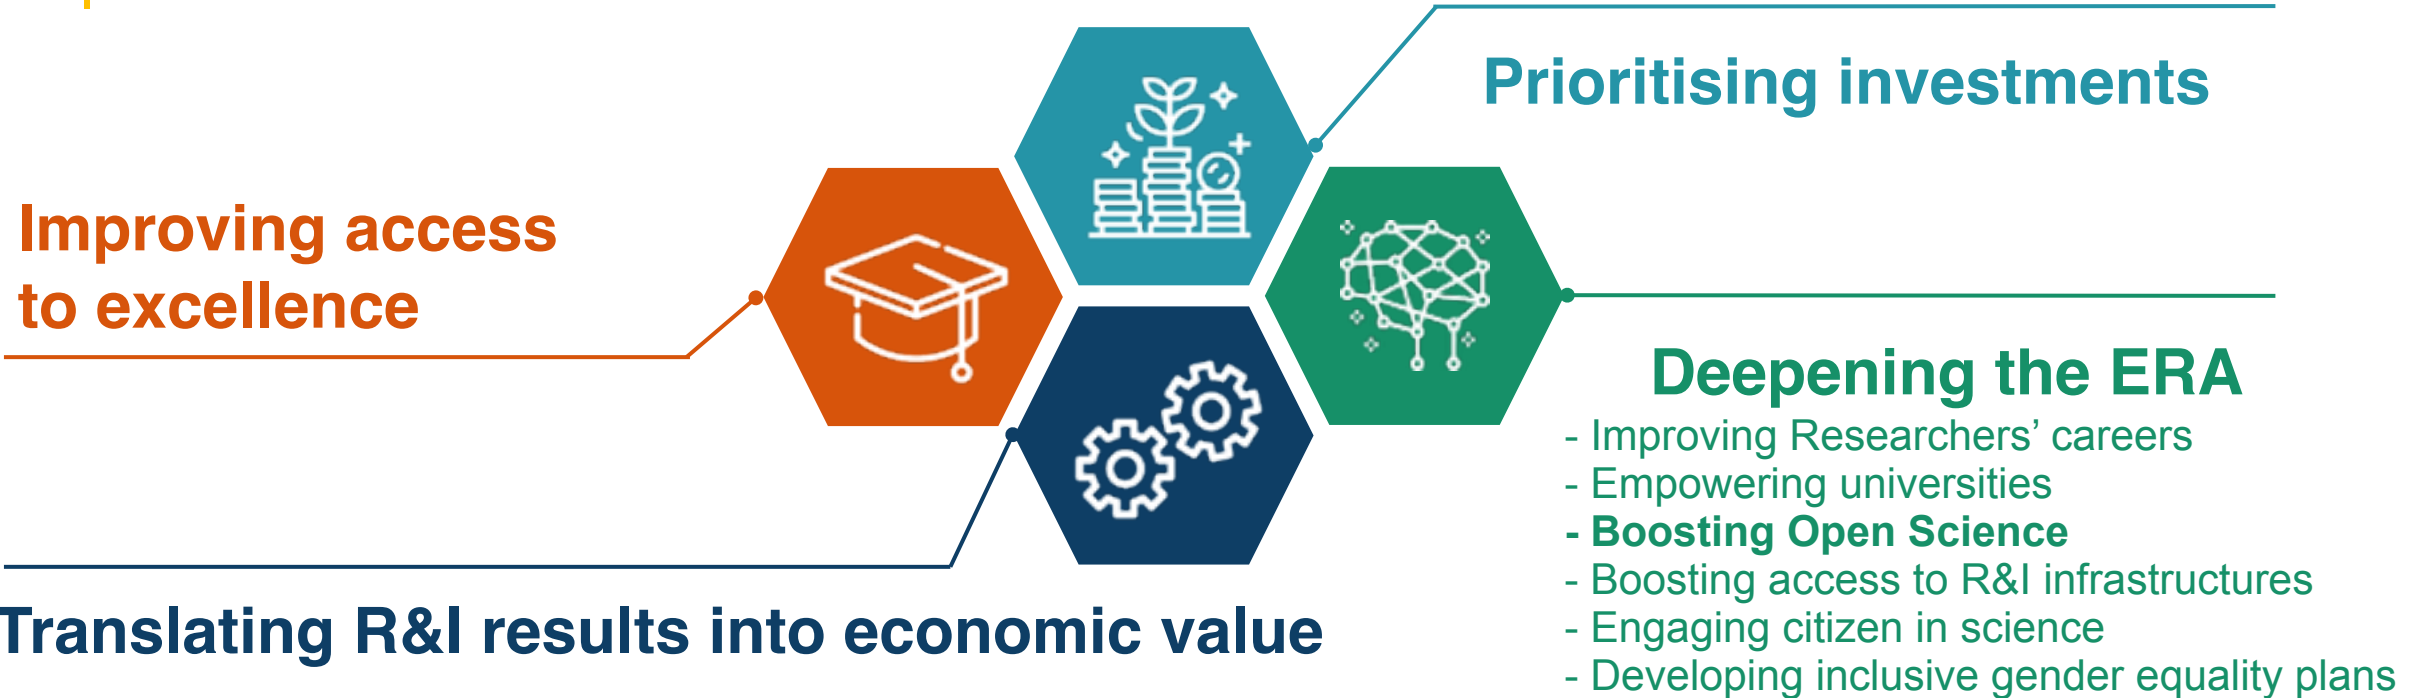 Prioritising investments
Improving access
to excellence
Deepening the ERA
- Improving Researchers’ careers
- Empowering universities
- Boosting Open Science
- Boosting access to R&I infrastructures
- Engaging citizen in science
- Developing inclusive gender equality plans
Translating R&I results into economic value